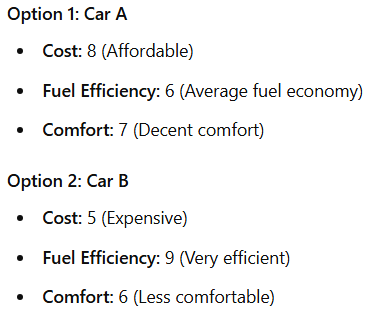 Option 1: Car A
• Cost: 8 (Affordable)
• Fuel Efficiency: 6 (Average fuel economy)
• Comfort: 7 (Decent comfort)
Option 2: Car B
• Cost: 5 (Expensive)
• Fuel Efficiency: 9 (Very efficient)
• Comfort: 6 (Less comfortable)